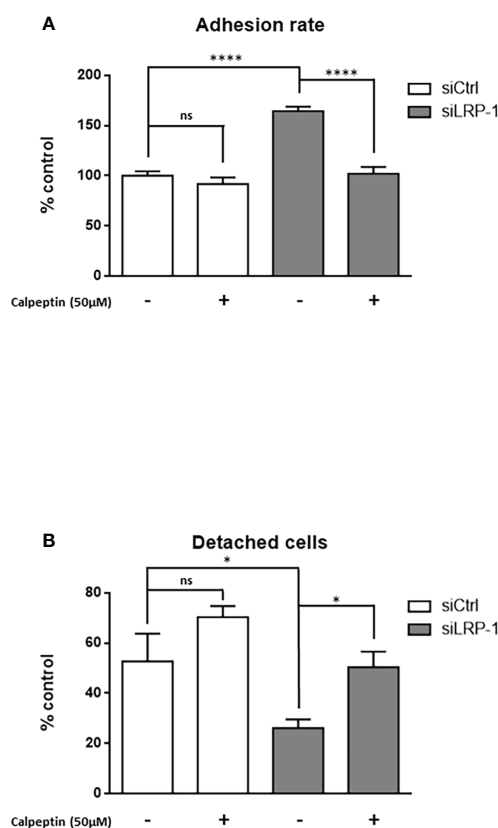 A
Adhesion rate
% control
200
150
100
50
0
****
****
ns
siCtrl
siLRP-1
Calpeptin (50µM) - + - +
B
Detached cells
% control
80
60
40
20
0
*
ns
*
siCtrl
siLRP-1
Calpeptin (50µM) - + - +